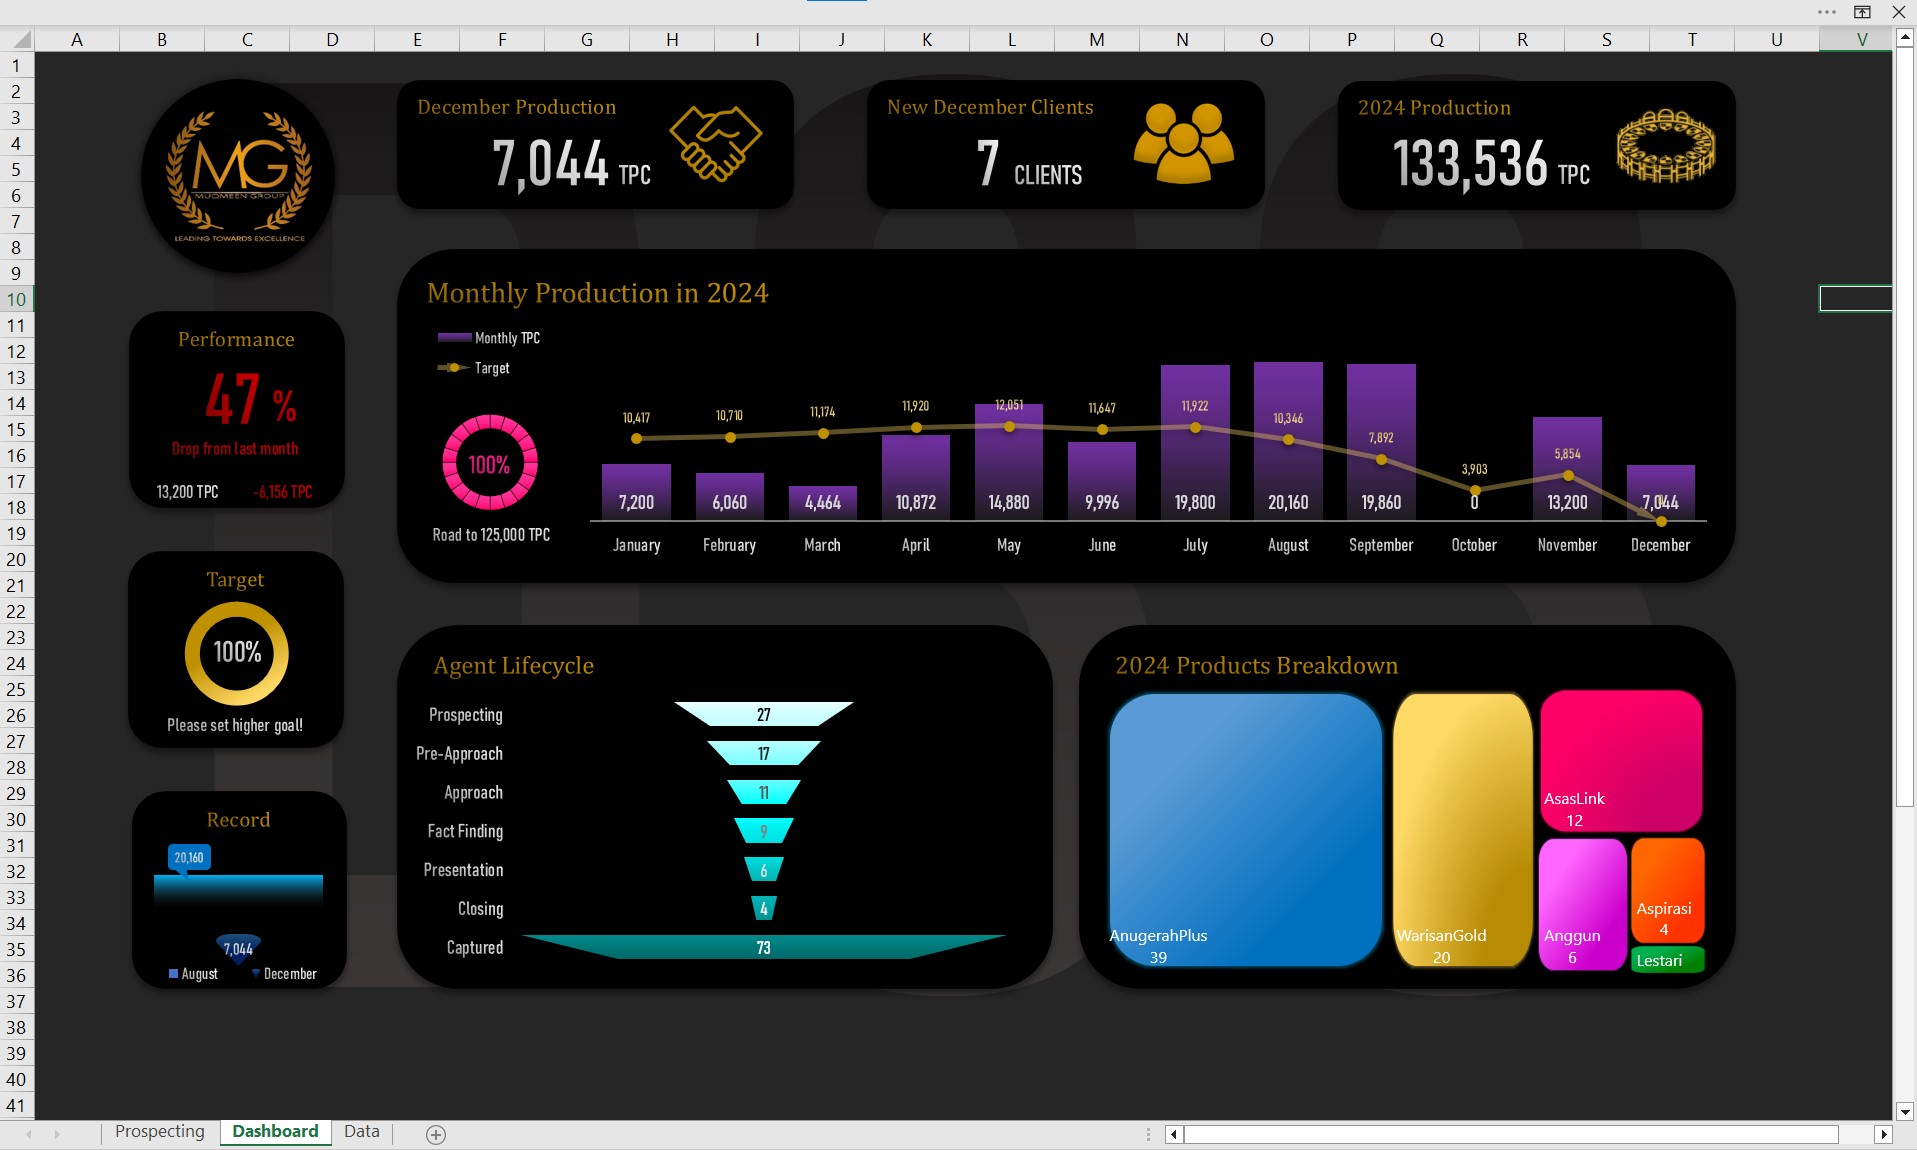 A B C D E F G H I J K L M N O P Q R S T U V
1
2
3
4
5
6
7
8
9
10
11
12
13
14
15
16
17
18
19
20
21
22
23
24
25
26
27
28
29
30
31
32
33
34
35
36
37
38
39
40
41
MG
MUQMEEN GROUP
LEADING TOWARDS EXCELLENCE
December Production
7,044 TPC
New December Clients
7 CLIENTS
2024 Production
133,536 TPC
Performance
47 %
Drop from last month
13,200 TPC -6,156 TPC
Target
100%
Please set higher goal!
Record
20,160
7,044
August December
Monthly Production in 2024
Monthly TPC
Target
100%
Road to 125,000 TPC
10,417 10,710 11,174 11,920 12,051 11,647 11,922 10,346 7,892 3,903 5,854
7,200 6,060 4,464 10,872 14,880 9,996 19,800 20,160 19,860 0 13,200 7,044
January February March April May June July August September October November December
Agent Lifecycle
Prospecting 27
Pre-Approach 17
Approach 11
Fact Finding 9
Presentation 6
Closing 4
Captured 73
2024 Products Breakdown
AnugerahPlus
39
WarisanGold
20
AsasLink
12
Anggun
6
Aspirasi
4
Lestari
Prospecting Dashboard Data